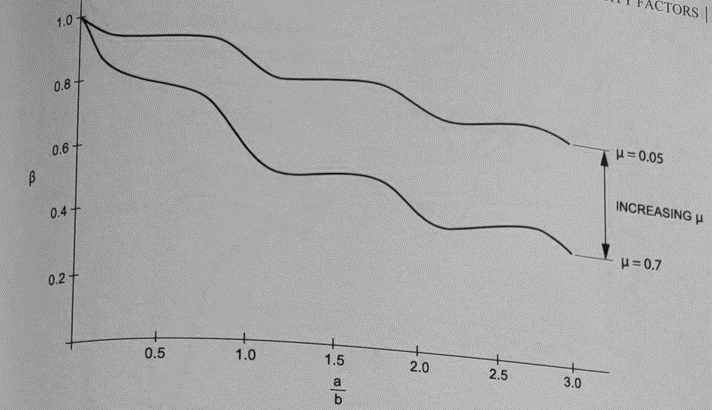 FACTORS |
1.0
0.8
0.6
β
0.4
0.2
μ = 0.05
INCREASING μ
μ = 0.7
0.5
1.0
1.5
2.0
2.5
3.0
a
b